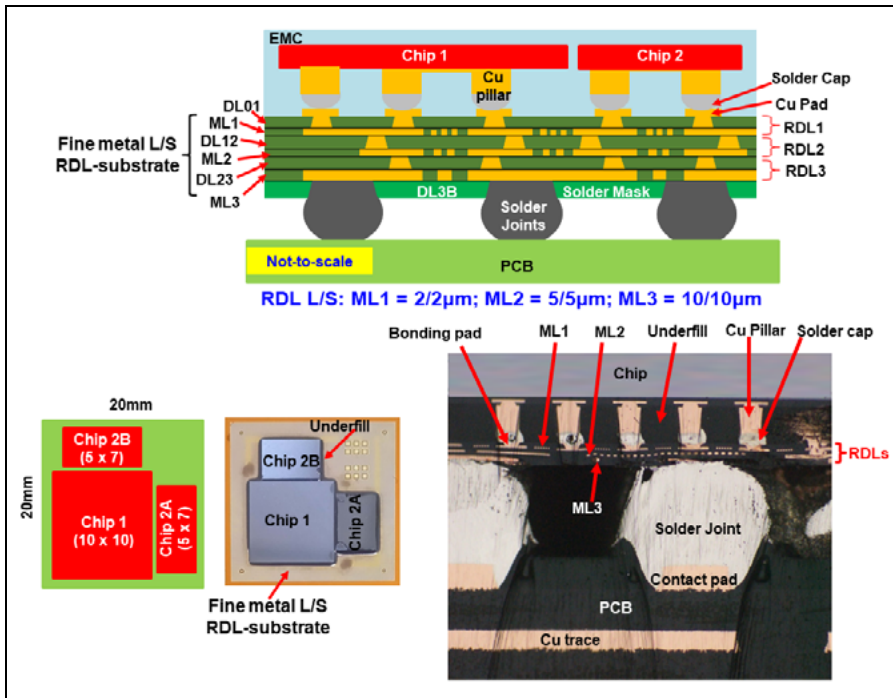 EMC
Chip 1
Chip 2
Cu
pillar
Solder Cap
Cu Pad
DL01
ML1
DL12
ML2
DL23
ML3
Fine metal L/S
RDL-substrate
RDL1
RDL2
RDL3
DL3B
Solder Mask
Solder
Joints
Not-to-scale
PCB
RDL L/S: ML1 = 2/2µm; ML2 = 5/5µm; ML3 = 10/10µm
Bonding pad
ML1
ML2
Underfill
Cu Pillar
Solder cap
Chip
RDLs
ML3
Solder Joint
Contact pad
PCB
Cu trace
20mm
20mm
Chip 2B
(5 x 7)
Chip 1
(10 x 10)
Chip 2A
(5 x 7)
Underfill
Chip 2B
Chip 1
Chip 2A
Fine metal L/S
RDL-substrate